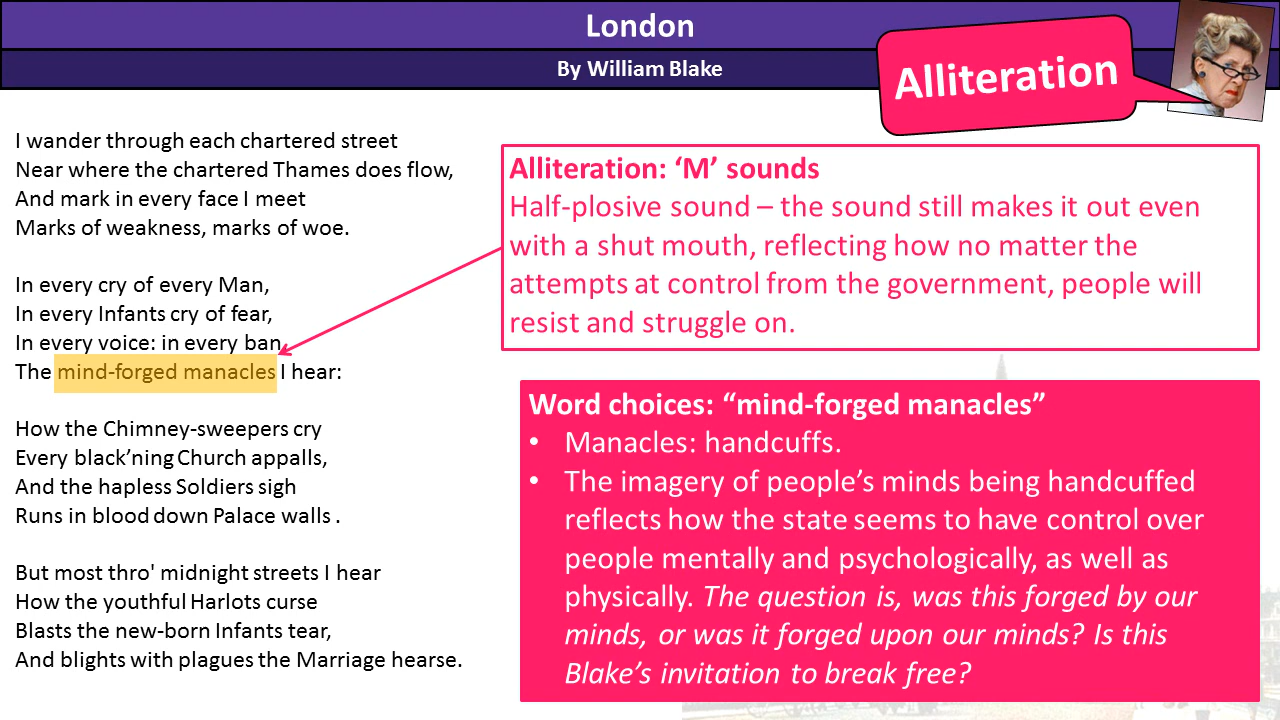 London
By William Blake
Alliteration
I wander through each chartered street
Near where the chartered Thames does flow,
And mark in every face I meet
Marks of weakness, marks of woe.
In every cry of every Man,
In every Infants cry of fear,
In every voice: in every ban,
The mind-forged manacles I hear:
How the Chimney-sweepers cry
Every black’ning Church appalls,
And the hapless Soldiers sigh
Runs in blood down Palace walls .
But most thro' midnight streets I hear
How the youthful Harlots curse
Blasts the new-born Infants tear,
And blights with plagues the Marriage hearse.
Alliteration: ‘M’ sounds
Half-plosive sound – the sound still makes it out even
with a shut mouth, reflecting how no matter the
attempts at control from the government, people will
resist and struggle on.
Word choices: “mind-forged manacles”
• Manacles: handcuffs.
• The imagery of people’s minds being handcuffed
reflects how the state seems to have control over
people mentally and psychologically, as well as
physically. The question is, was this forged by our
minds, or was it forged upon our minds? Is this
Blake’s invitation to break free?